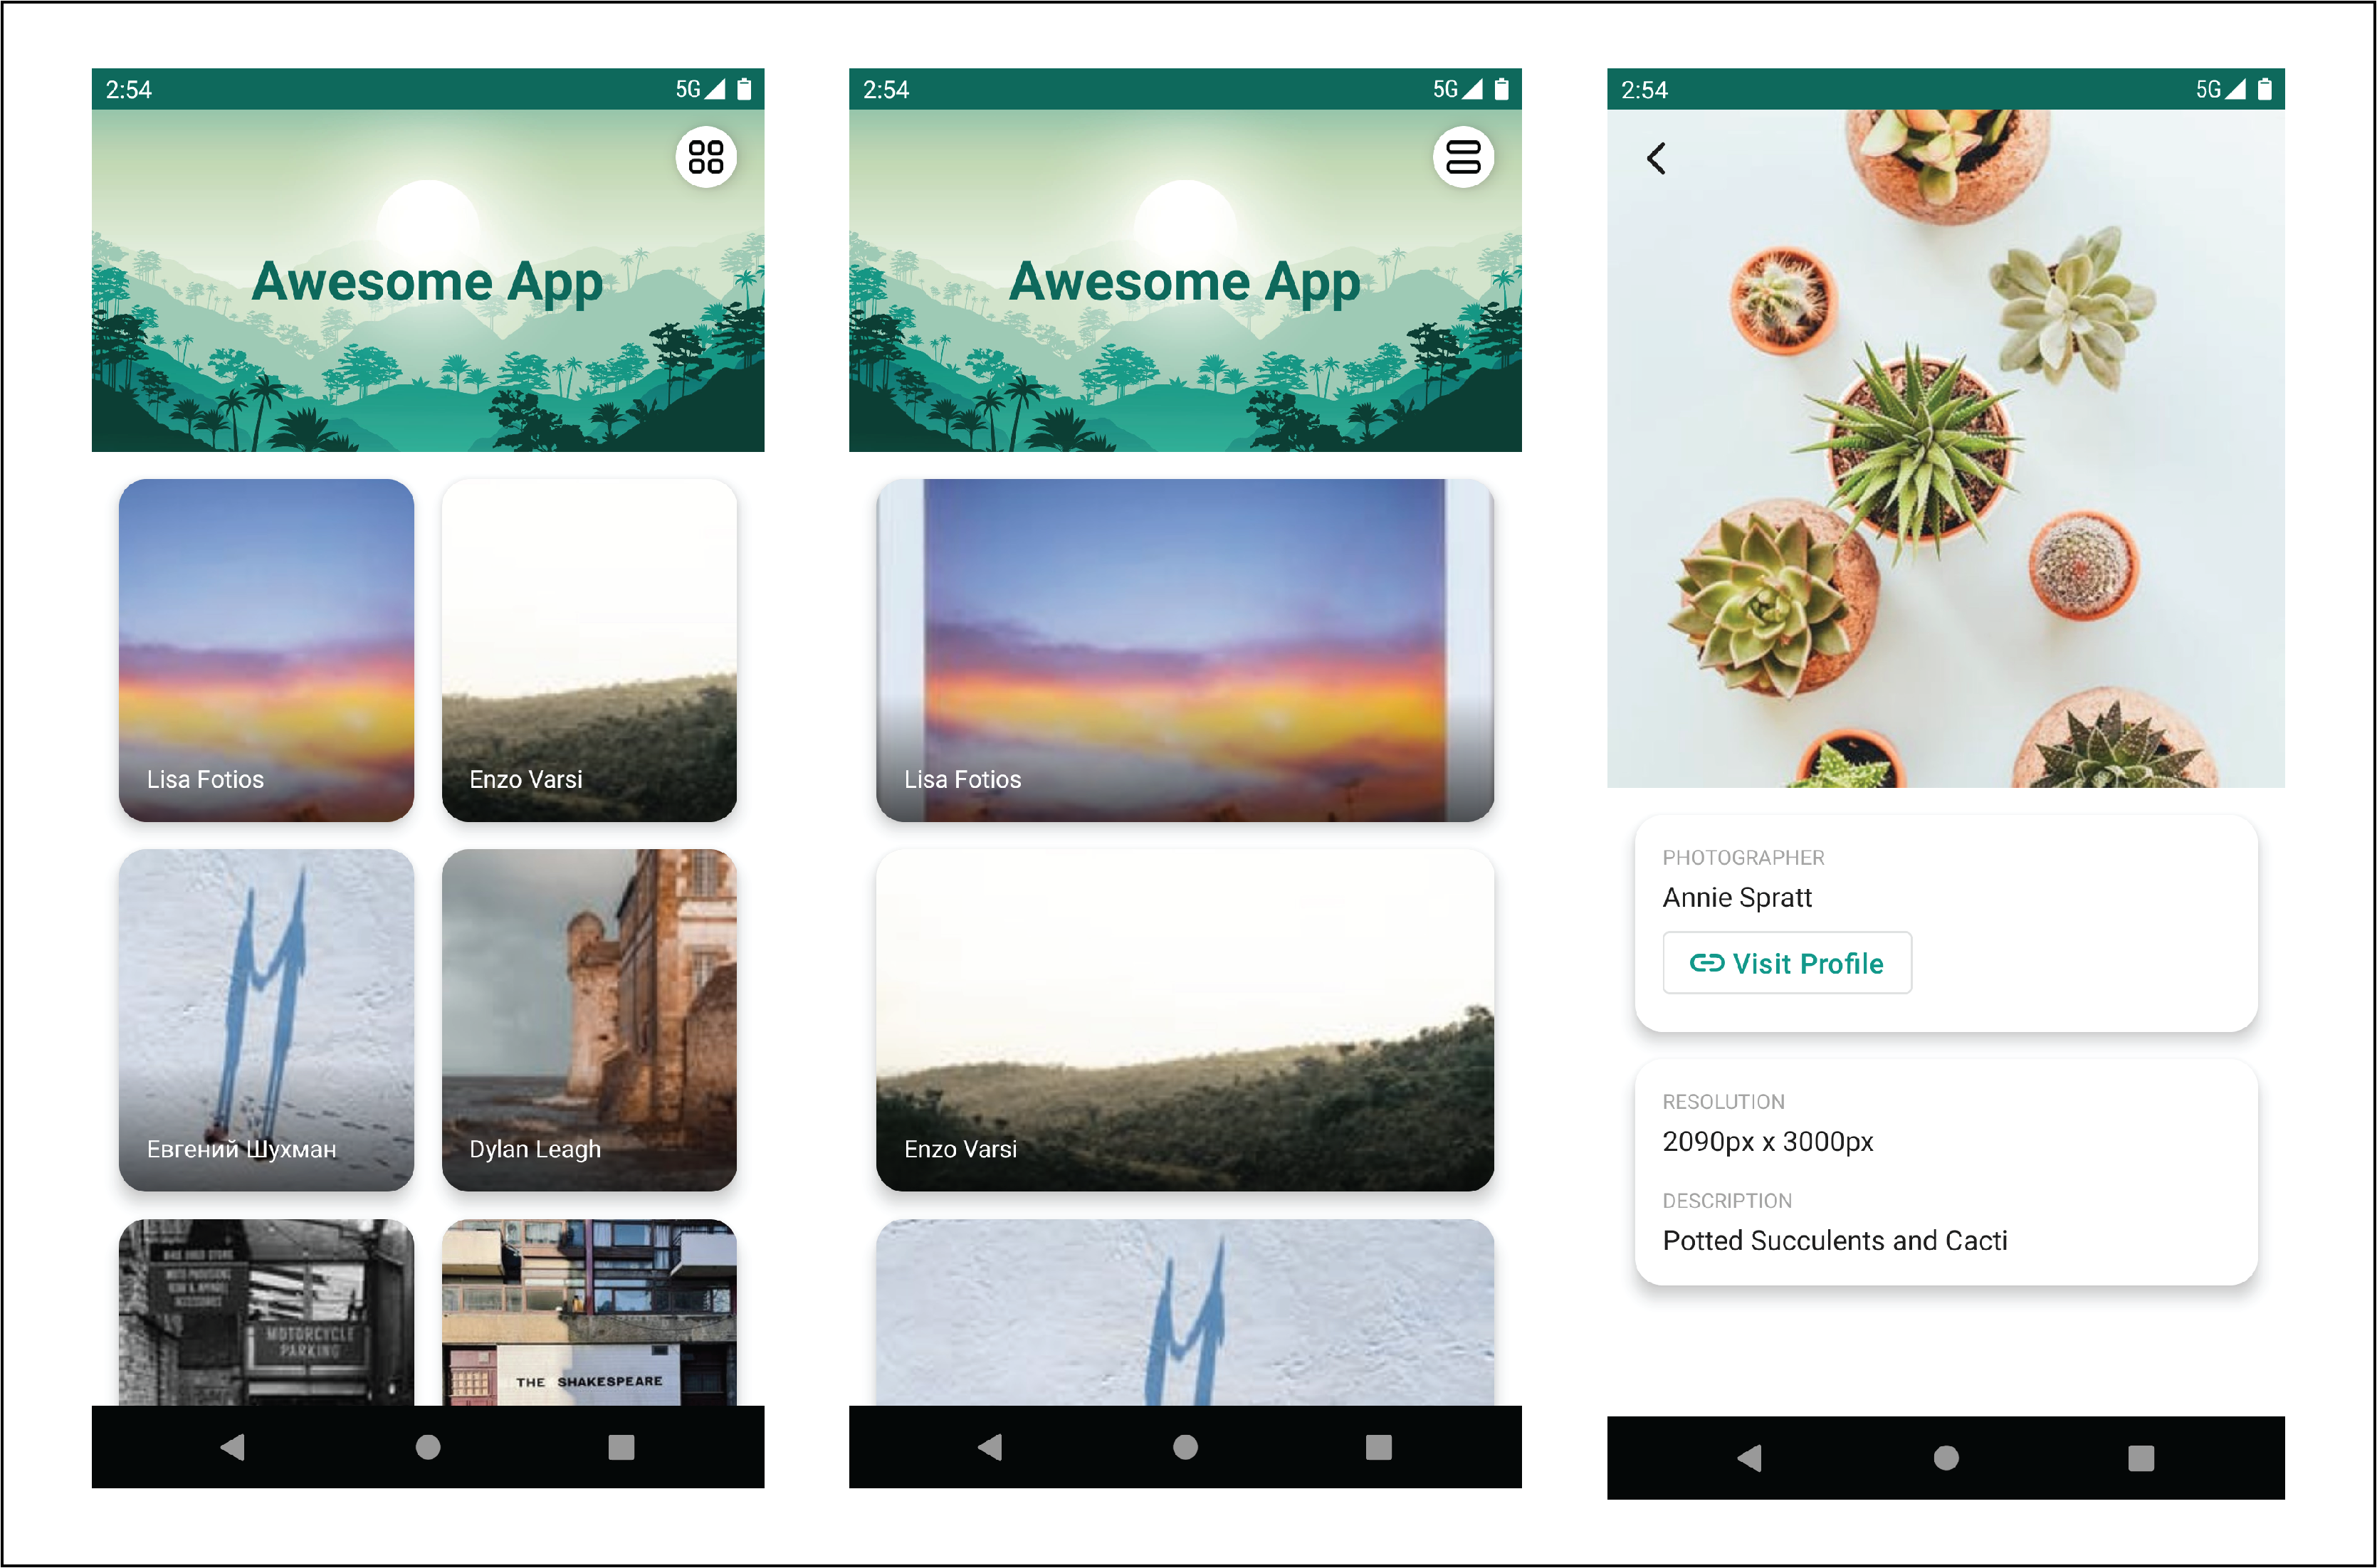 2:54
5G
Awesome App
Lisa Fotios
Enzo Varsi
Евгений Шухман
Dylan Leagh
MOTORCYCLE
PARKING
THE SHAKESPEARE
2:54
5G
Awesome App
Lisa Fotios
Enzo Varsi
2:54
5G
PHOTOGRAPHER
Annie Spratt
Visit Profile
RESOLUTION
2090px x 3000px
DESCRIPTION
Potted Succulents and Cacti